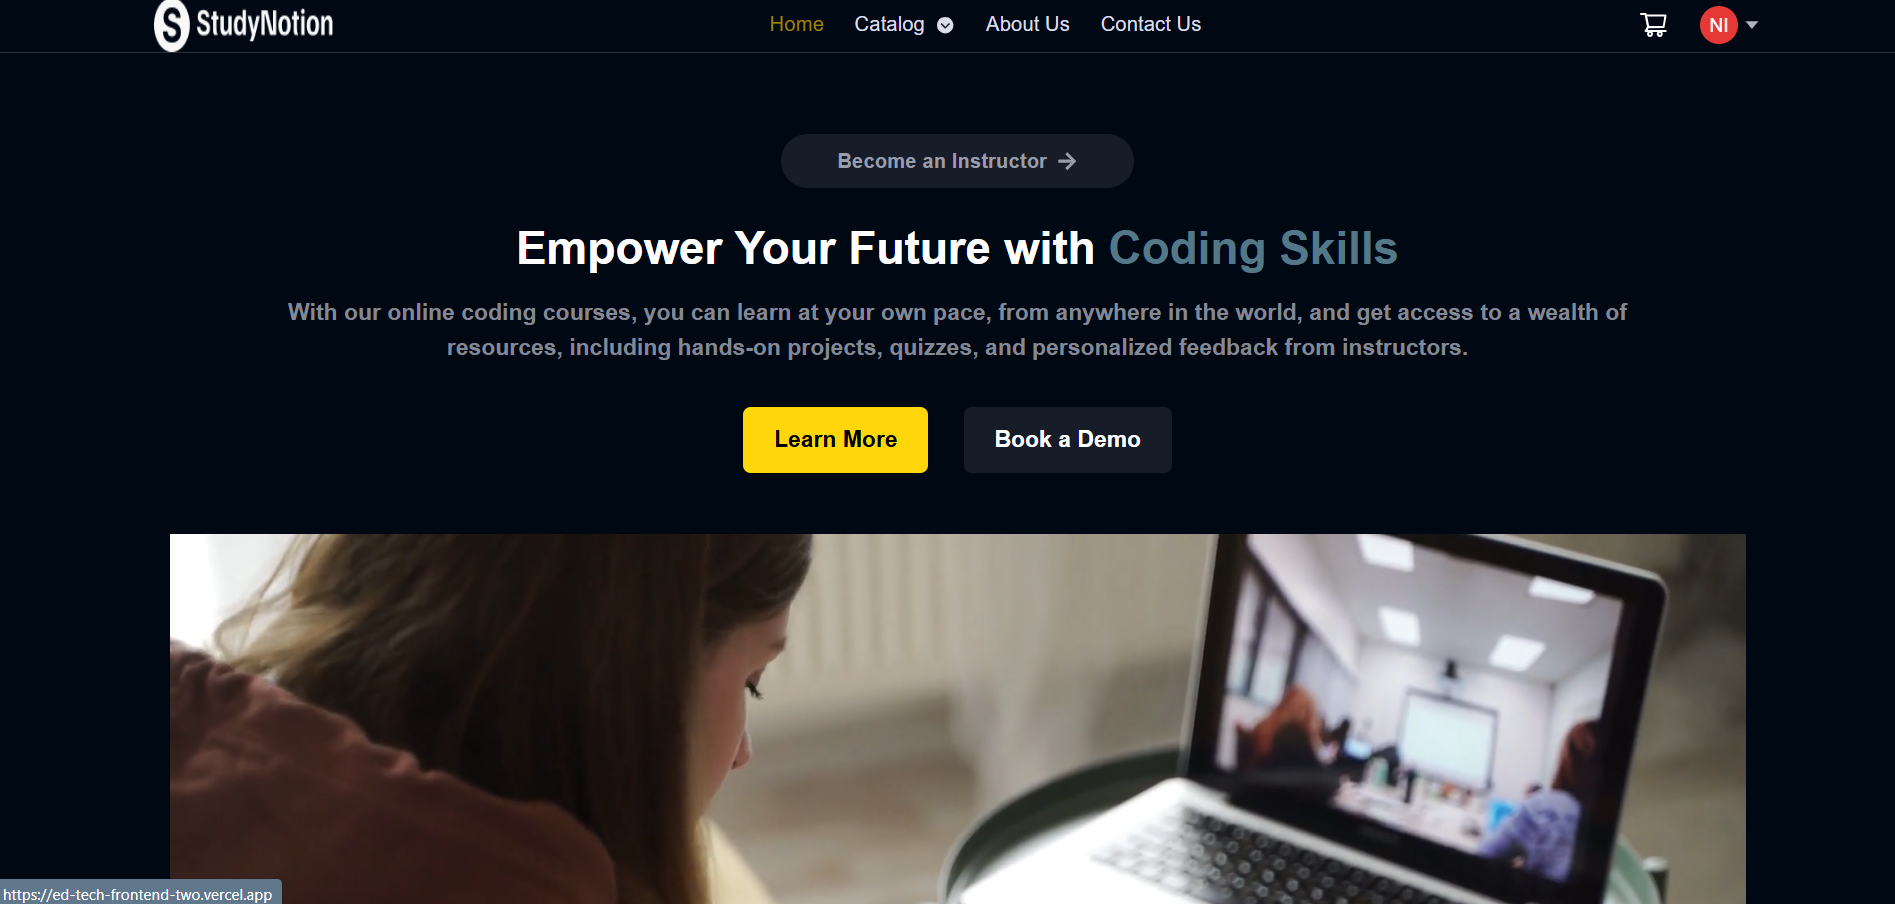 S StudyNotion
Home Catalog About Us Contact Us
NI
Become an Instructor
Empower Your Future with Coding Skills
With our online coding courses, you can learn at your own pace, from anywhere in the world, and get access to a wealth of
resources, including hands-on projects, quizzes, and personalized feedback from instructors.
Learn More
Book a Demo
https://ed-tech-frontend-two.vercel.app